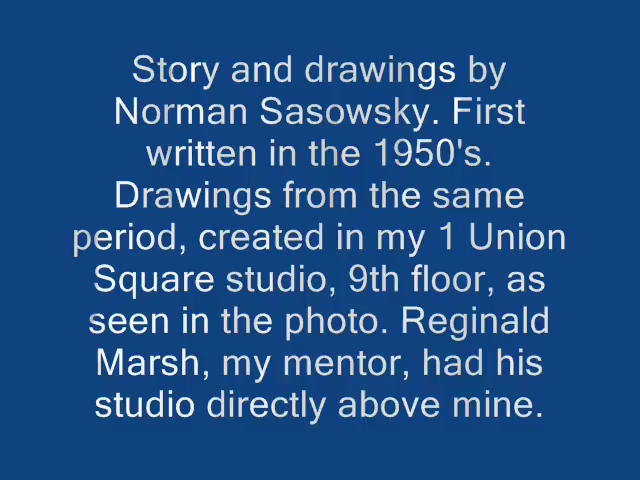 Story and drawings by
Norman Sasowsky. First
written in the 1950's.
Drawings from the same
period, created in my 1 Union
Square studio, 9th floor, as
seen in the photo. Reginald
Marsh, my mentor, had his
studio directly above mine.